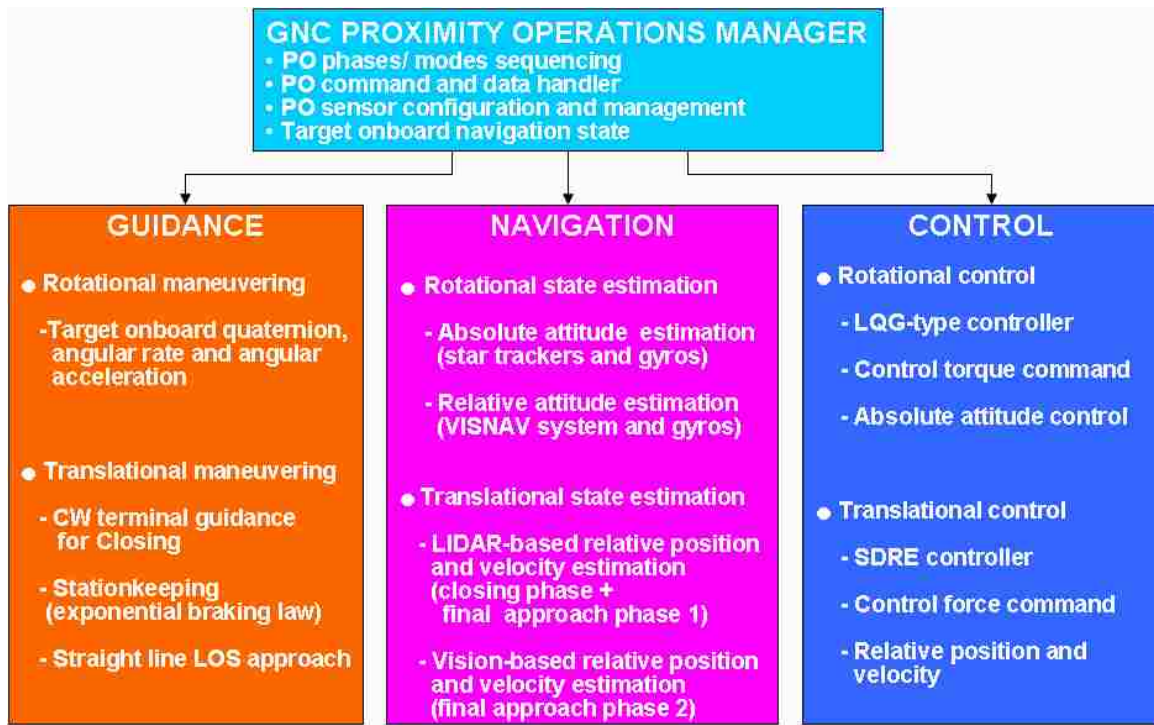 GNC PROXIMITY OPERATIONS MANAGER
• PO phases/ modes sequencing
• PO command and data handler
• PO sensor configuration and management
• Target onboard navigation state
GUIDANCE
● Rotational maneuvering
-Target onboard quaternion,
angular rate and angular
acceleration
● Translational maneuvering
- CW terminal guidance
for Closing
- Stationkeeping
(exponential braking law)
- Straight line LOS approach
NAVIGATION
● Rotational state estimation
- Absolute attitude estimation
(star trackers and gyros)
- Relative attitude estimation
(VISNAV system and gyros)
● Translational state estimation
- LIDAR-based relative position
and velocity estimation
(closing phase +
final approach phase 1)
- Vision-based relative position
and velocity estimation
(final approach phase 2)
CONTROL
● Rotational control
- LQG-type controller
- Control torque command
- Absolute attitude control
● Translational control
- SDRE controller
- Control force command
- Relative position and
velocity